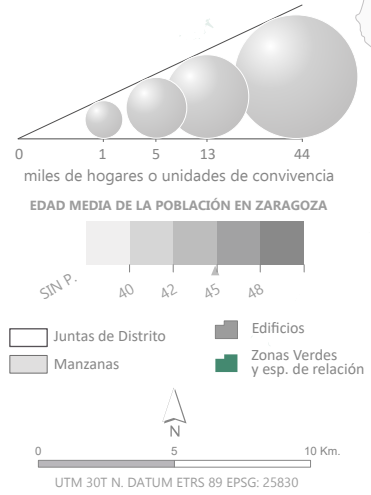 0 1 5 13 44
miles de hogares o unidades de convivencia
EDAD MEDIA DE LA POBLACIÓN EN ZARAGOZA
SIN P. 40 42 45 48
Juntas de Distrito
Edificios
Manzanas
Zonas Verdes
y esp. de relación
N
0 5 10 Km.
UTM 30T N. DATUM ETRS 89 EPSG: 25830